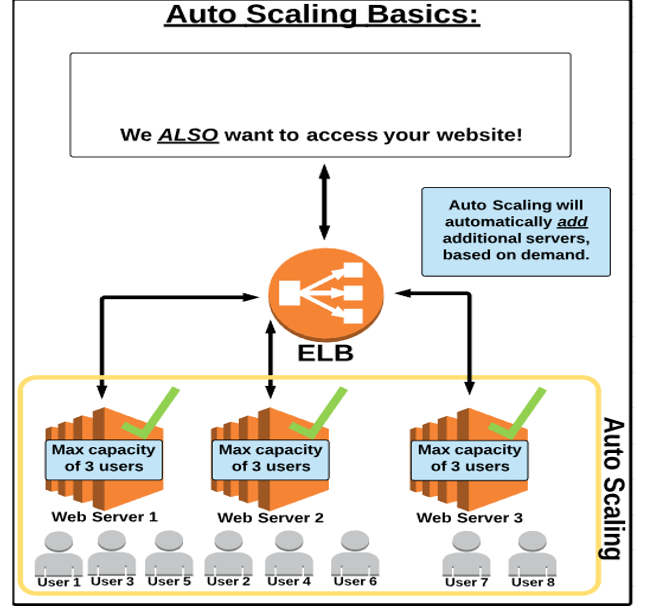 Auto Scaling Basics:
We ALSO want to access your website!
Auto Scaling will
automatically add
additional servers,
based on demand.
ELB
Max capacity
of 3 users
Max capacity
of 3 users
Max capacity
of 3 users
Web Server 1
Web Server 2
Web Server 3
User 1
User 3
User 5
User 2
User 4
User 6
User 7
User 8
Auto Scaling